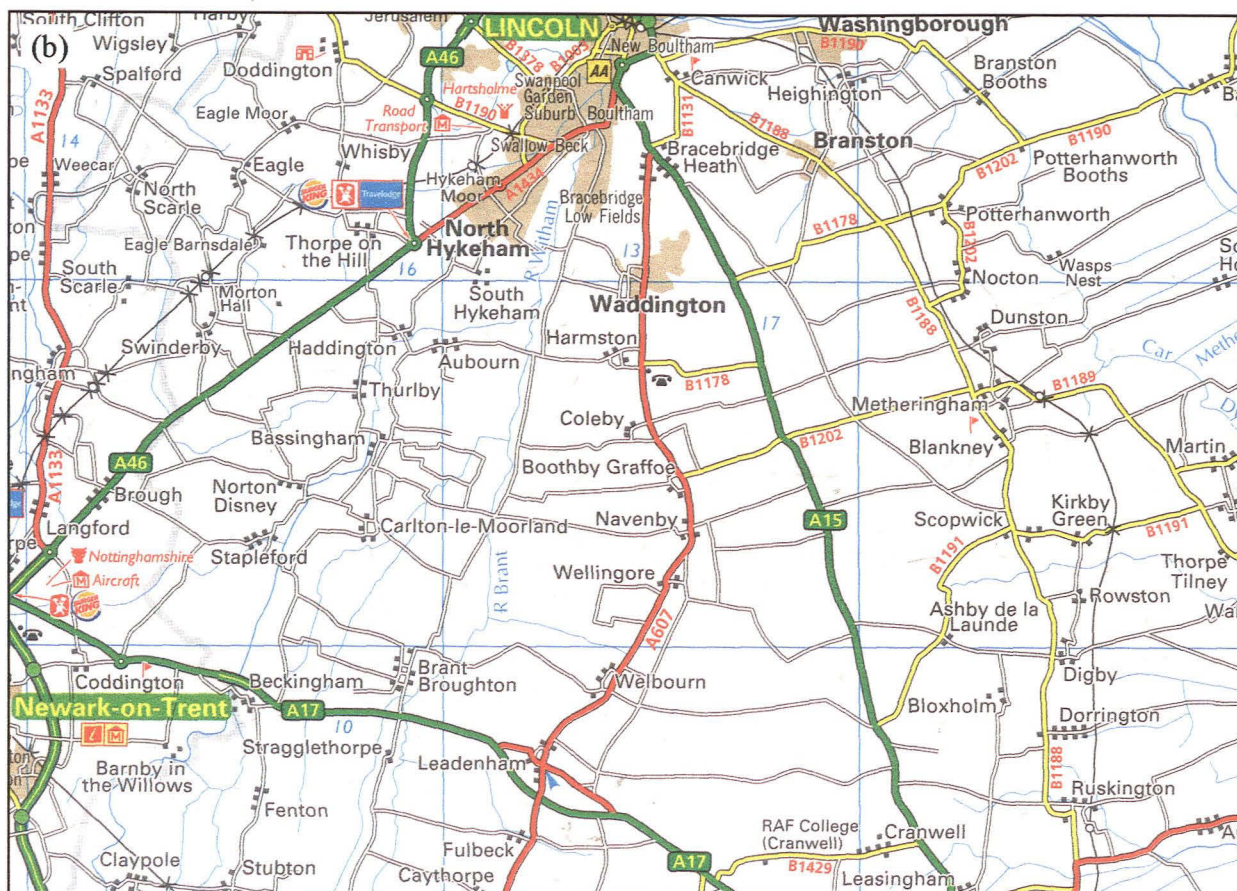 (b)
South Clifton
Harby
Jerusalem
LINCOLN
Washingborough
Wigsley
A46
B1378
B1003
New Boultham
B1190
Doddington
Spalford
AA
Canwick
Branston
Booths
Swanpool
Garden
Suburb
Hartsholme
B1190
Heighington
A1133
Eagle Moor
Road
Transport
M
Boultham
B1131
B1188
14
Weecar
Eagle
Whisby
Swallow Beck
Bracebridge
Heath
Branston
B1190
B1202
Potterhanworth
Booths
North
Scarle
BURGER
KING
Travelodge
Hykeham
Moor
A1434
Bracebridge
Low Fields
Potterhanworth
B1178
Eagle Barnsdale
Thorpe on
the Hill
North
Hykeham
R Witham
13
B1202
Wasps
Nest
South
Scarle
16
Nocton
Morton
Hall
South
Hykeham
Waddington
B1188
Dunston
17
Swinderby
Haddington
Harmston
Car
Aubourn
B1178
Thurlby
B1189
Metheringham
Coleby
Bassingham
B1202
Blankney
Martin
A46
Boothby Graffoe
A1133
Brough
Norton
Disney
Kirkby
Green
Langford
Carlton-le-Moorland
Navenby
A15
Scopwick
B1191
Stapleford
B1191
Nottinghamshire
R Brant
Thorpe
Tilney
M
Aircraft
Wellingore
Rowston
BURGER
KING
A607
Ashby de la
Launde
Coddington
Beckingham
Brant
Broughton
Welbourn
Digby
Newark-on-Trent
A17
Bloxholm
10
i
M
Stragglethorpe
Dorrington
Barnby in
the Willows
Leadenham
B1188
Fenton
Ruskington
RAF College
(Cranwell)
Cranwell
Claypole
Stubton
Fulbeck
A17
B1429
Caythorpe
Leasingham